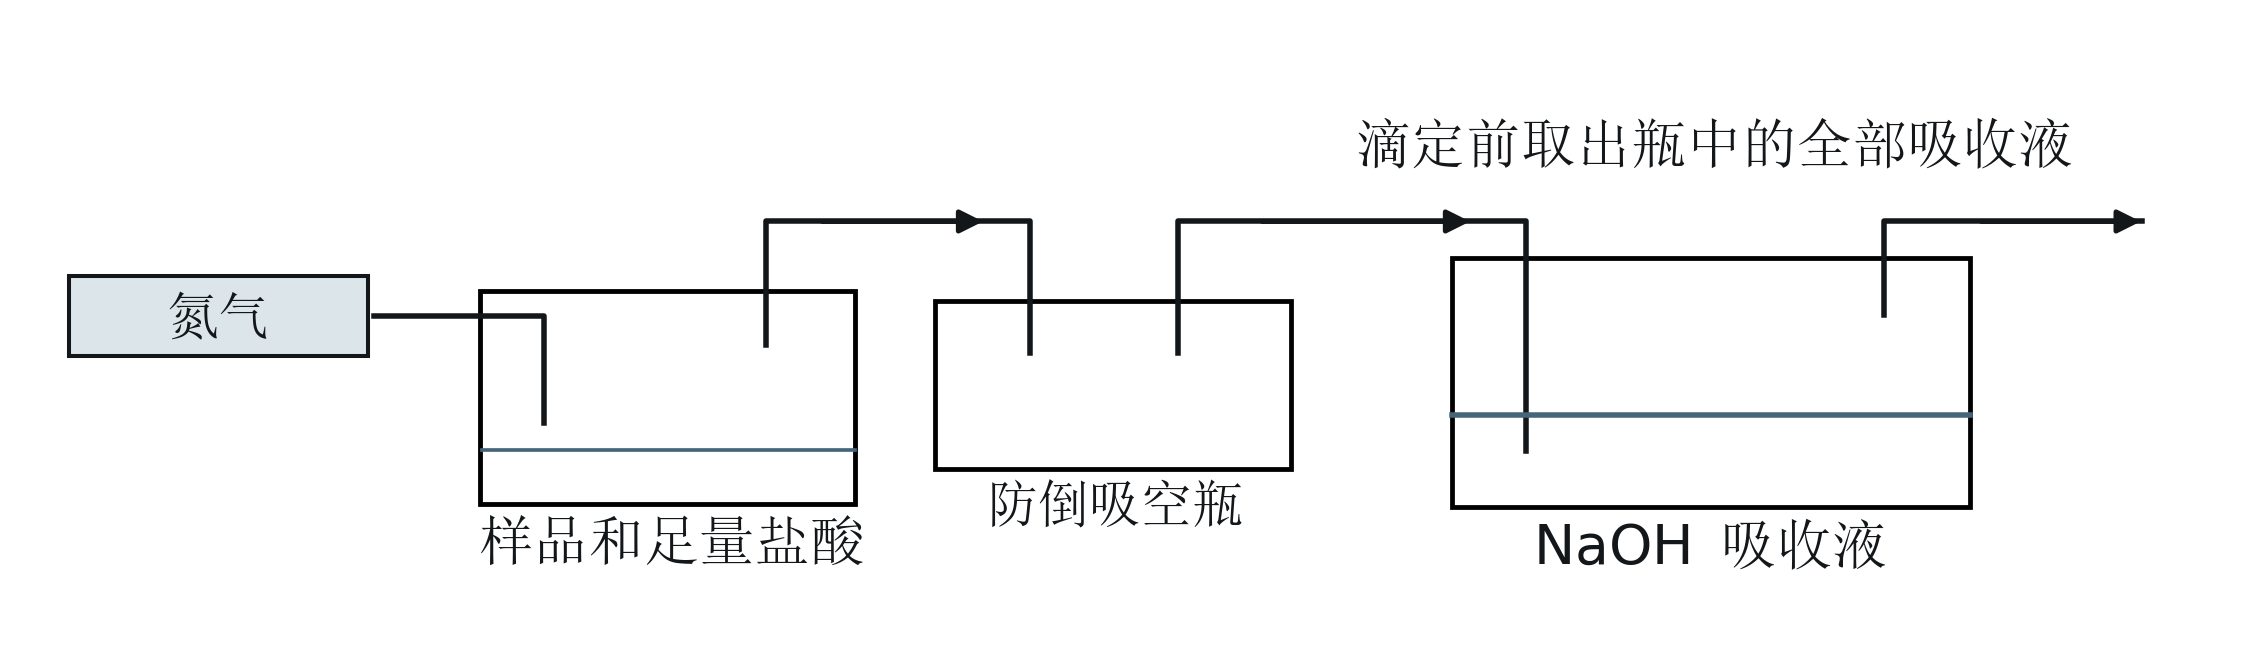 滴定前取出瓶中的全部吸收液
氮气
样品和足量盐酸
防倒吸空瓶
NaOH 吸收液